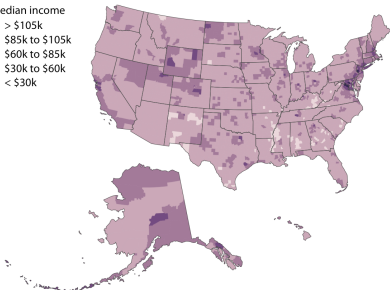 edian income
> $105k
$85k to $105k
$60k to $85k
$30k to $60k
< $30k